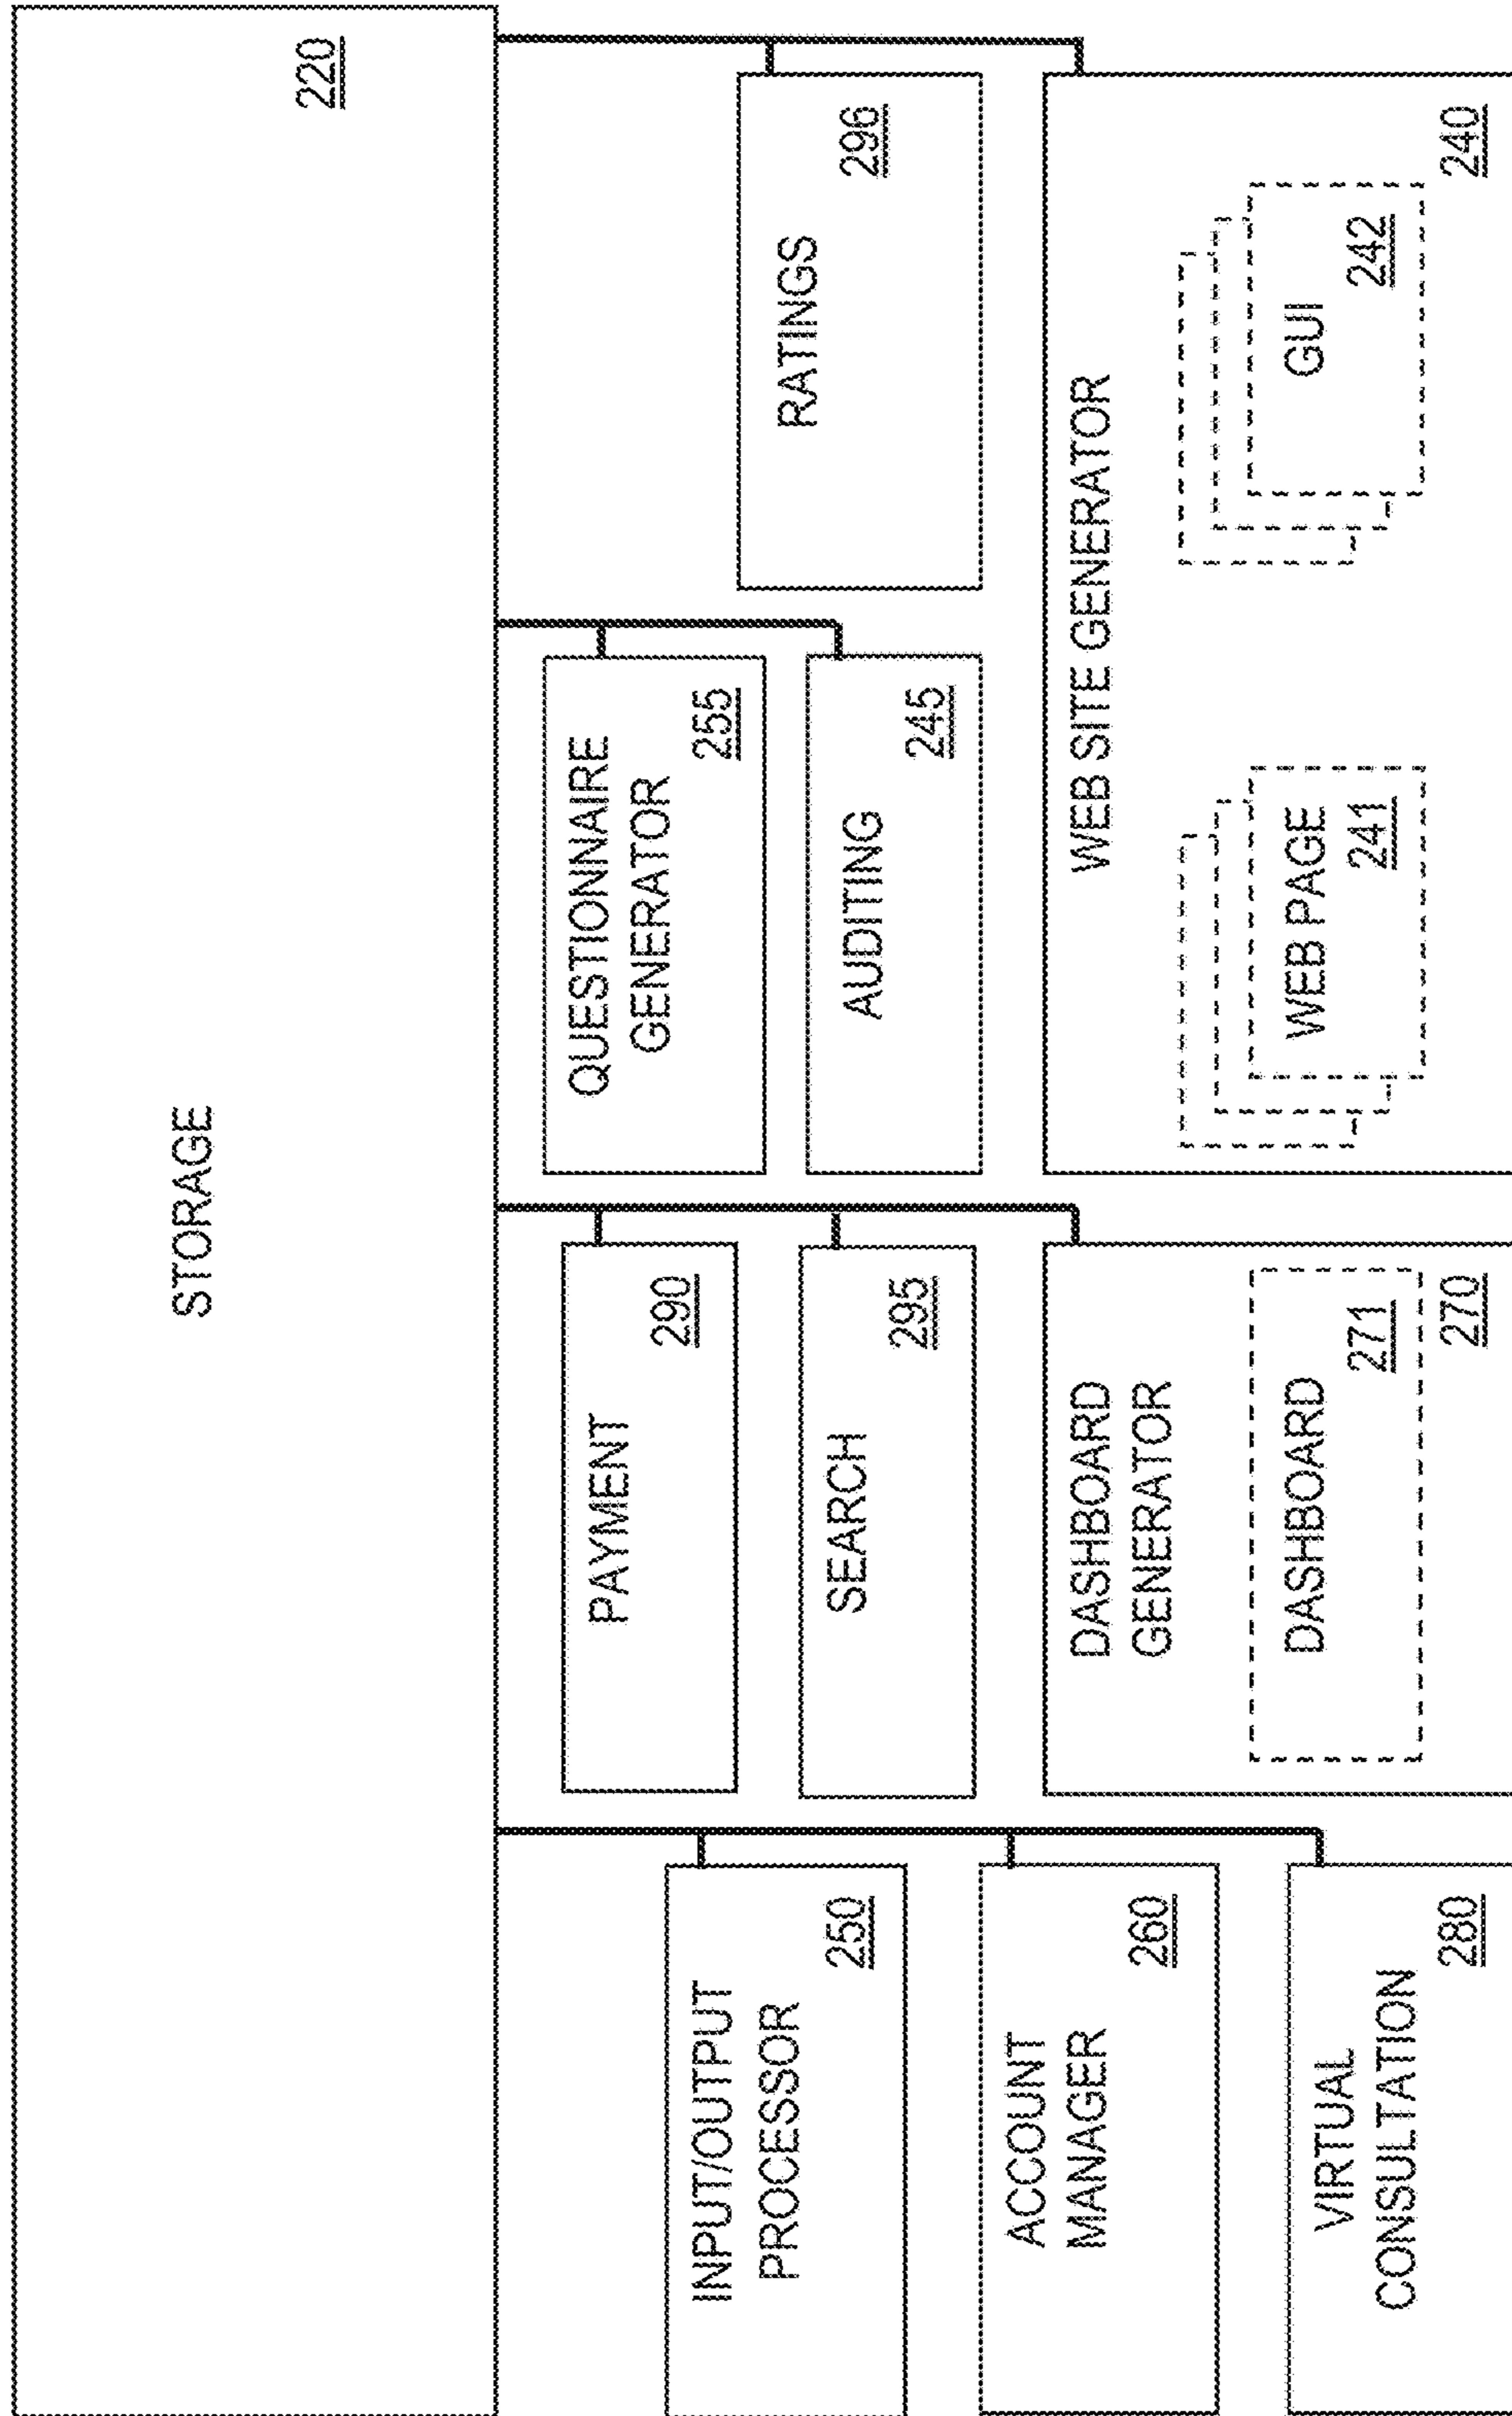 STORAGE
220
INPUT/OUTPUT
PROCESSOR
250
ACCOUNT
MANAGER
260
VIRTUAL
CONSULTATION
280
PAYMENT
290
SEARCH
295
DASHBOARD
GENERATOR
DASHBOARD
271
270
QUESTIONNAIRE
GENERATOR
255
AUDITING
245
RATINGS
296
WEB SITE GENERATOR
WEB PAGE
241
GUI
242
240